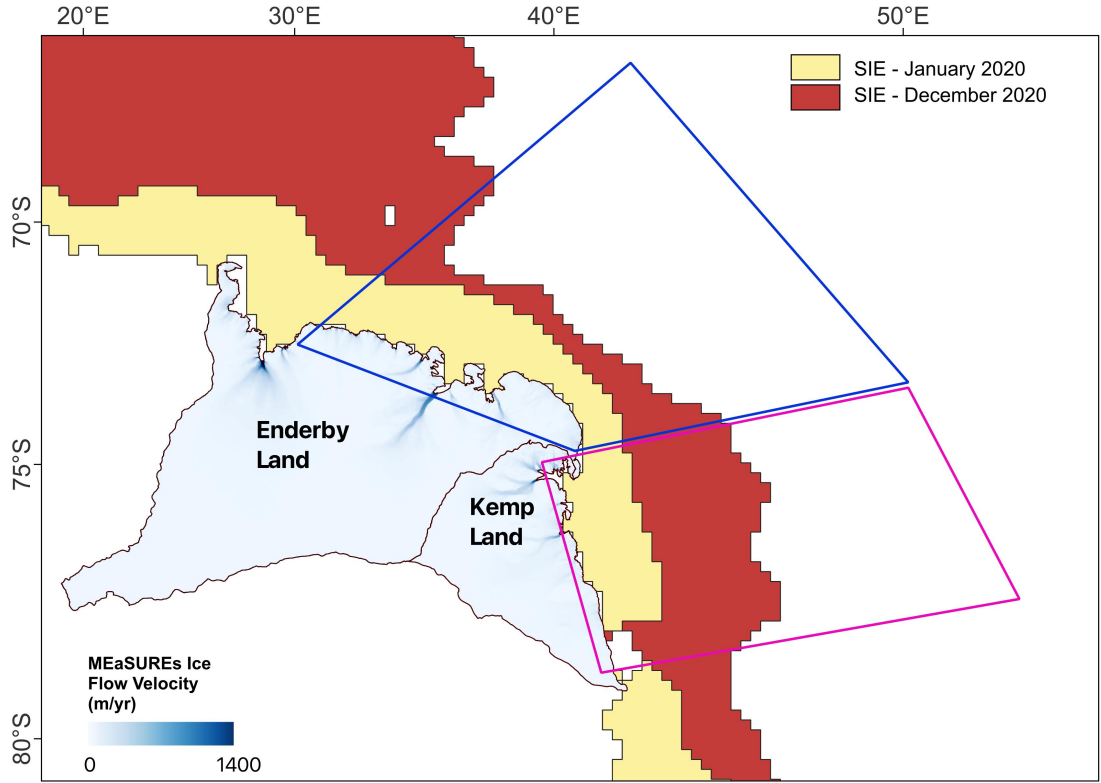 20°E 30°E 40°E 50°E
SIE - January 2020
SIE - December 2020
70°S
75°S
80°S
Enderby
Land
Kemp
Land
MEaSUREs Ice
Flow Velocity
(m/yr)
0 1400